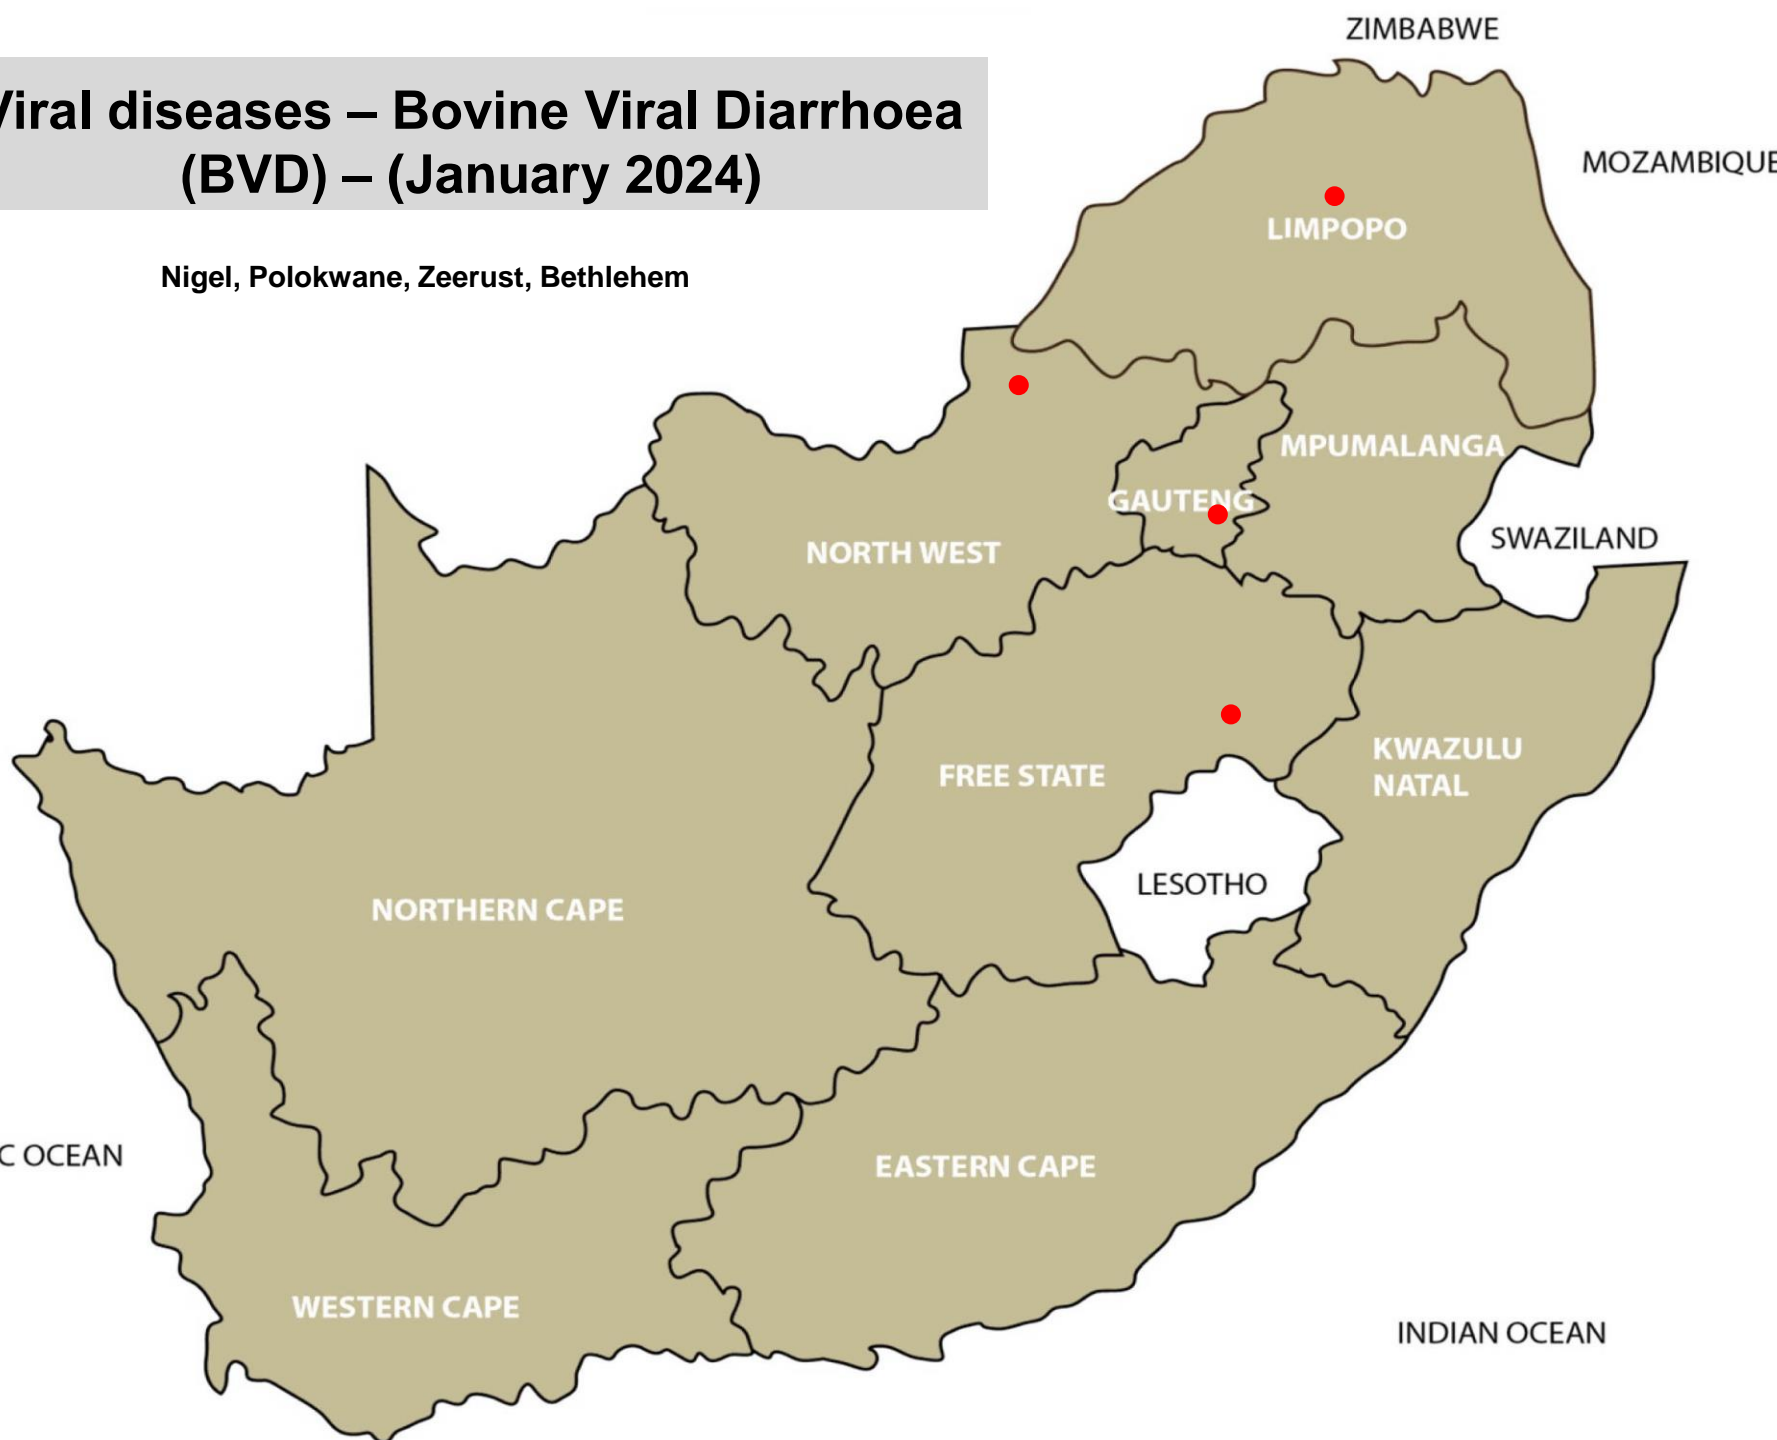 ZIMBABWE
Viral diseases – Bovine Viral Diarrhoea
(BVD) – (January 2024)
MOZAMBIQUE
LIMPOPO
Nigel, Polokwane, Zeerust, Bethlehem
MPUMALANGA
GAUTENG
SWAZILAND
NORTH WEST
KWAZULU
NATAL
FREE STATE
LESOTHO
NORTHERN CAPE
C OCEAN
EASTERN CAPE
WESTERN CAPE
INDIAN OCEAN